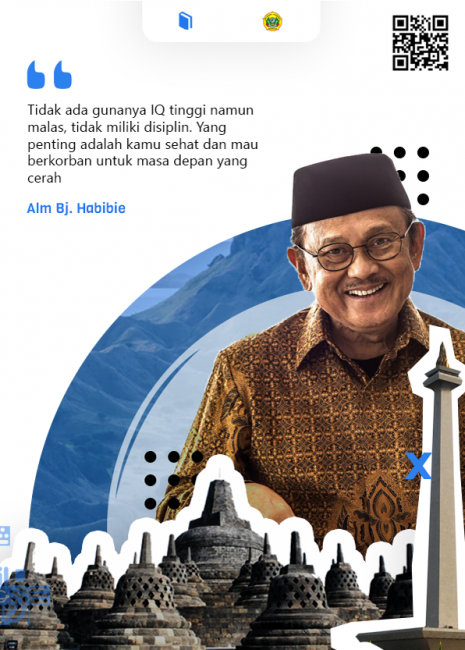 Tidak ada gunanya IQ tinggi namun
malas, tidak miliki disiplin. Yang
penting adalah kamu sehat dan mau
berkorban untuk masa depan yang
cerah
Alm Bj. Habibie
X